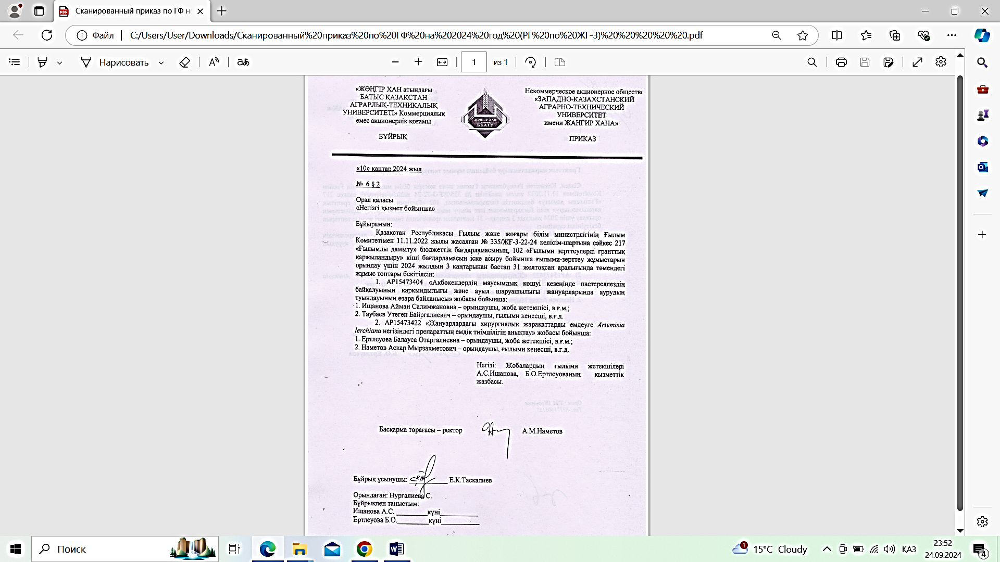 Сканированный приказ по ГФ на
Файл
C:/Users/User/Downloads/Сканированный%20приказ%20по%20ГФ%20на%202024%20год%20(РГ%20по%20ЖГ-3)%20%20%20%20%20.pdf
Нарисовать
1 из 1
«ЖӘҢГІР ХАН атындағы
БАТЫС ҚАЗАҚСТАН
АГРАРЛЫҚ-ТЕХНИКАЛЫҚ
УНИВЕРСИТЕТІ» Коммерциялық
емес акционерлік қоғамы
БҰЙРЫҚ
ЖӘҢГІР ХАН
БҚАТУ
Некоммерческое акционерное общество
«ЗАПАДНО-КАЗАХСТАНСКИЙ
АГРАРНО-ТЕХНИЧЕСКИЙ
УНИВЕРСИТЕТ
имени ЖАНГИР ХАНА»
ПРИКАЗ
«10» қаңтар 2024 жыл
№ 6 § 2
Орал қаласы
«Негізгі қызмет бойынша»
Бұйырамын:
Қазақстан Республикасы Ғылым және жоғары білім министрлігінің Ғылым
Комитетімен 11.11.2022 жылы жасалған № 335/ЖҒ-3-22-24 келісім-шартына сәйкес 217
«Ғылымды дамыту» бюджеттік бағдарламасының, 102 «Ғылыми зерттеулерді гранттық
қаржыландыру» кіші бағдарламасын іске асыру бойынша ғылыми-зерттеу жұмыстарын
орындау үшін 2024 жылдың 3 қаңтарынан бастап 31 желтоқсан аралығында төмендегі
жұмыс топтары бекітілсін:
1. АР15473404 «Ақбөкендердің маусымдық көшуі кезеңінде пастереллездің
байқалуының қарқындылығы және ауыл шаруашылығы жануарларында аурудың
туындауының өзара байланысы» жобасы бойынша:
1. Ищанова Айман Салимжановна – орындаушы, жоба жетекшісі, в.ғ.м.;
2. Таубаев Утеген Байргалиевич – орындаушы, ғылыми кеңесші, в.ғ.д.
2. АР15473422 «Жануарлардағы хирургиялық жарақаттарды емдеуге Artemisia
lerchiana негізіндегі препараттың емдік тиімділігін анықтау» жобасы бойынша:
1. Ертлеуова Балауса Отаргалиевна – орындаушы, жоба жетекшісі, в.ғ.м.;
2. Наметов Аскар Мырзахметович – орындаушы, ғылыми кеңесші, в.ғ.д.
Негізі: Жобалардың ғылыми жетекшілері
А.С.Ищанова, Б.О.Ертлеуованың қызметтік
жазбасы.
Басқарма төрағасы – ректор А.М.Наметов
Бұйрық ұсынушы: Е.К.Таскалиев
Орындаған: Нургалиева С.
Бұйрықпен таныстым:
Ищанова А.С. _________күні___________
Ертлеуова Б.О._________күні___________
Поиск
1
15°C Cloudy
ҚАЗ
23:52
24.09.2024
4